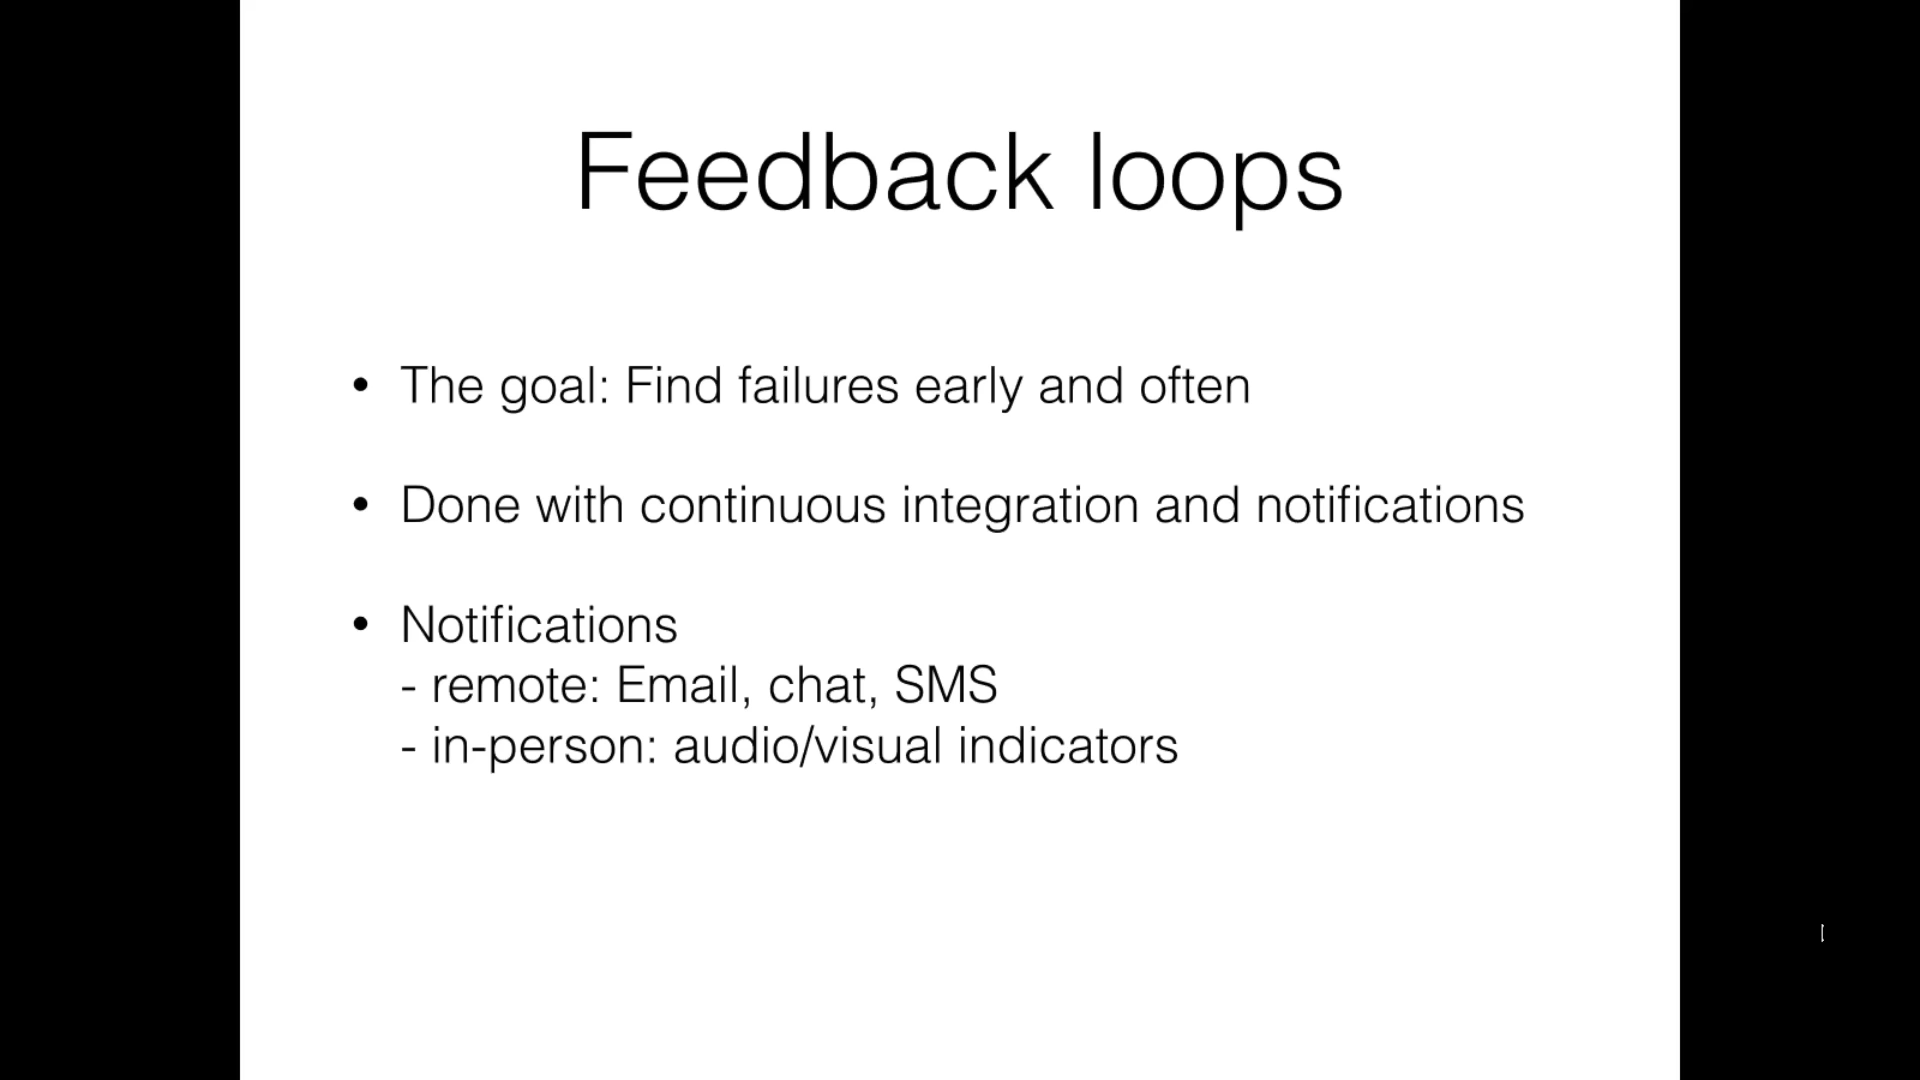 Feedback loops
• The goal: Find failures early and often
• Done with continuous integration and notifications
• Notifications
- remote: Email, chat, SMS
- in-person: audio/visual indicators